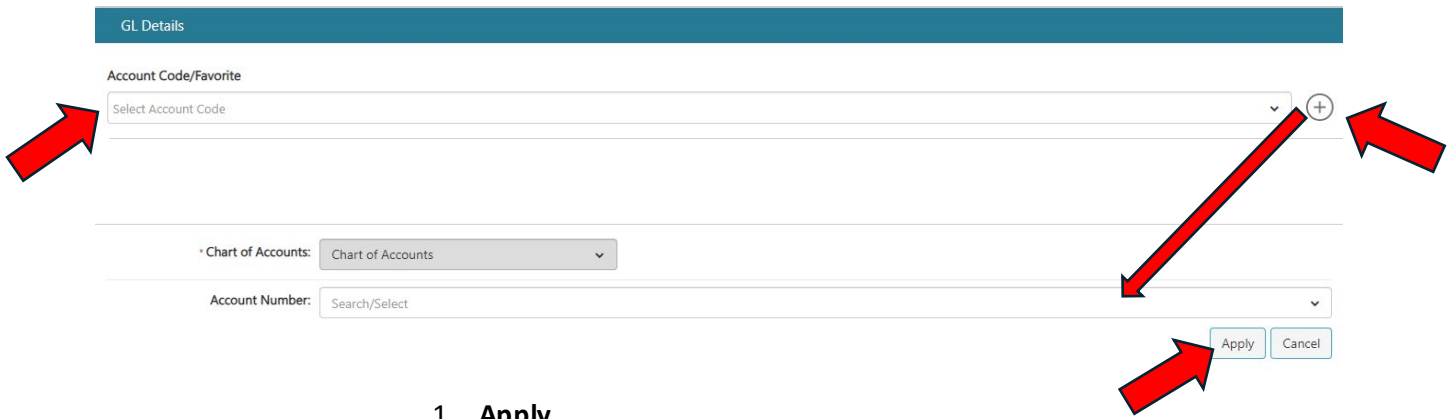 GL Details
Account Code/Favorite
Select Account Code
* Chart of Accounts: Chart of Accounts
Account Number: Search/Select
Apply Cancel
1 Apply